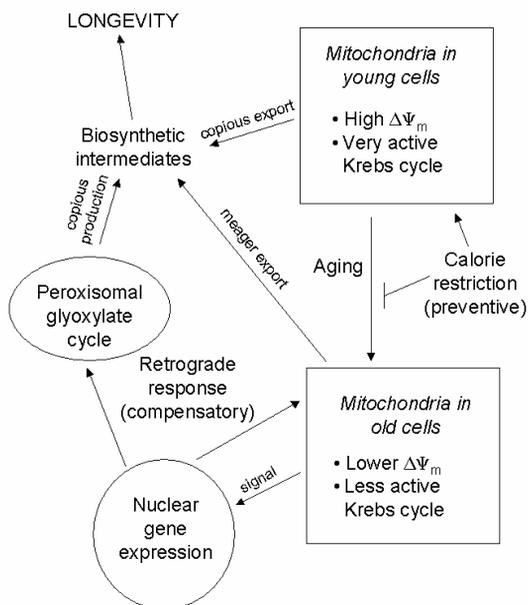 LONGEVITY
Mitochondria in
young cells
• High ΔΨm
• Very active
Krebs cycle
copious export
Biosynthetic
intermediates
copious
production
meager export
Aging
Calorie
restriction
(preventive)
Peroxisomal
glyoxylate
cycle
Retrograde
response
(compensatory)
Mitochondria in
old cells
• Lower ΔΨm
• Less active
Krebs cycle
signal
Nuclear
gene
expression